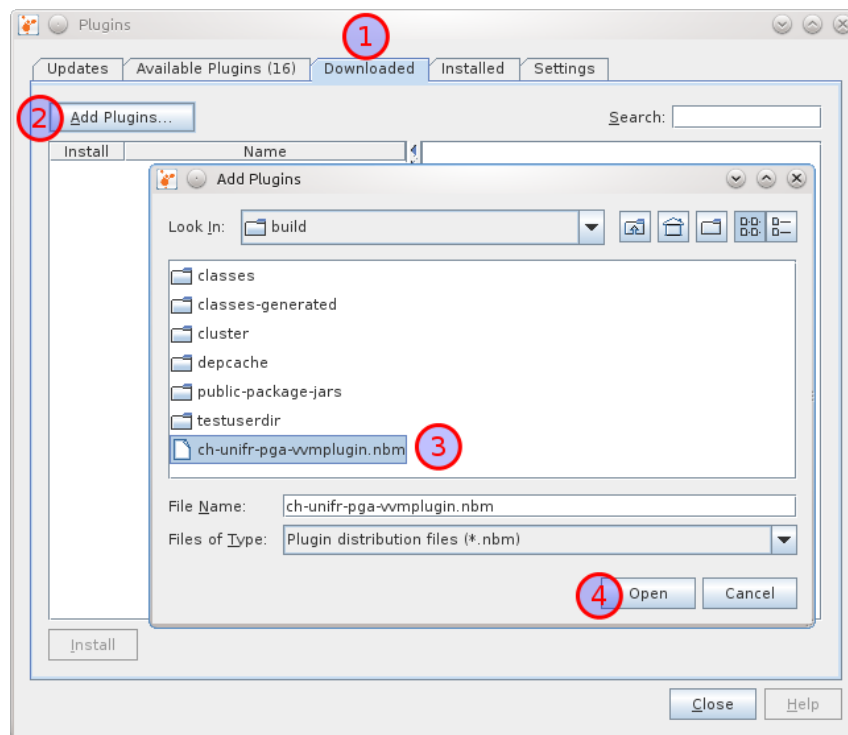 Plugins
1
Updates Available Plugins (16) Downloaded Installed Settings
2 Add Plugins... Search:
Install Name
Add Plugins
Look In: build
classes
classes-generated
cluster
depcache
public-package-jars
testuserdir
ch-unifr-pga-vvmplugin.nbm 3
File Name: ch-unifr-pga-vvmplugin.nbm
Files of Type: Plugin distribution files (*.nbm)
4 Open Cancel
Install
Close Help